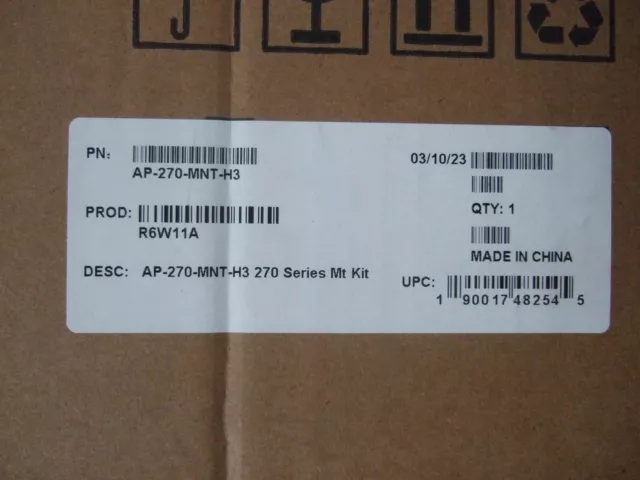 PN:
AP-270-MNT-H3
03/10/23
PROD:
R6W11A
QTY: 1
MADE IN CHINA
DESC: AP-270-MNT-H3 270 Series Mt Kit
UPC:
1 90017 48254 5